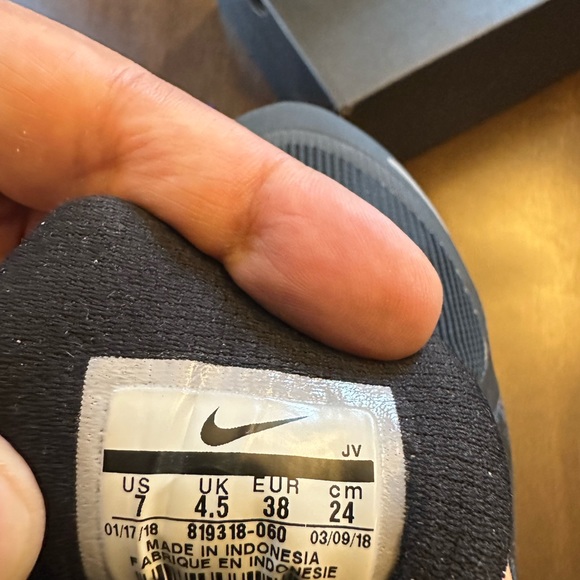 JV
US UK EUR cm
7 4.5 38 24
01/17/18 819318-060 03/09/18
MADE IN INDONESIA
FABRIQUE EN INDONESIE